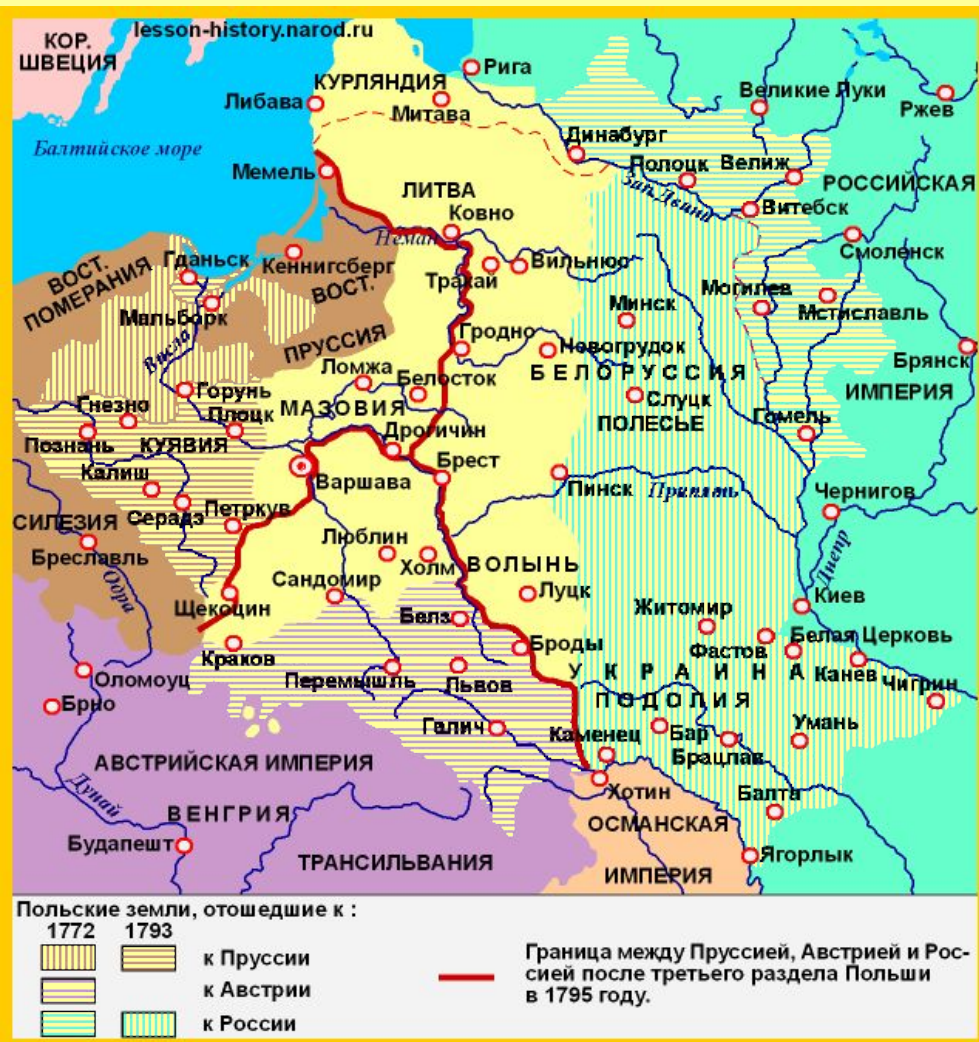 lesson-history.narod.ru
КОР.
ШВЕЦИЯ
Рига
КУРЛЯНДИЯ
Либава
Митава
Великие Луки
Ржев
Балтийское море
Динабург
Полоцк
Велиж
Мемель
Зап. Двина
РОССИЙСКАЯ
ЛИТВА
Ковно
Витебск
Неман
Смоленск
Гданьск
Кеннигсберг
Тракай
Вильнюс
ВОСТ.
ПОМЕРАНИЯ
ВОСТ.
Минск
Могилев
Мстиславль
Мальборк
ПРУССИЯ
Гродно
Новогрудок
Брянск
Висла
Ломжа
Белосток
БЕЛОРУССИЯ
ИМПЕРИЯ
Горунь
Слуцк
Гнезно
Плоцк
МАЗОВИЯ
ПОЛЕСЬЕ
Гомель
Познань
КУЯВИЯ
Дрогичин
Калиш
Варшава
Брест
Пинск
Припять
Чернигов
СИЛЕЗИЯ
Серадз
Петркув
Бреславль
Люблин
Холм
ВОЛЫНЬ
Днепр
Одра
Сандомир
Луцк
Киев
Щекоцин
Белз
Житомир
Белая Церковь
Краков
Броды
Фастов
Оломоуц
Перемышль
Львов
УКРАИНА
Канев
Чигрин
Брно
ПОДОЛИЯ
Галич
Каменец
Бар
Умань
Брацлав
АВСТРИЙСКАЯ ИМПЕРИЯ
Дунай
Хотин
Балта
ВЕНГРИЯ
ОСМАНСКАЯ
Будапешт
ТРАНСИЛЬВАНИЯ
ИМПЕРИЯ
Ягорлык
Польские земли, отошедшие к :
1772 1793
к Пруссии
к Австрии
к России
Граница между Пруссией, Австрией и Рос-
сией после третьего раздела Польши
в 1795 году.